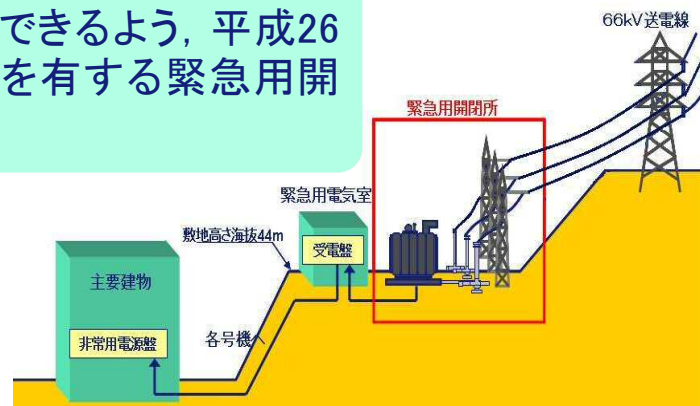 できるよう，平成26
を有する緊急用開
66kV送電線
緊急用開閉所
緊急用電気室
敷地高さ海抜44m
受電盤
主要建物
非常用電源盤
各号機へ